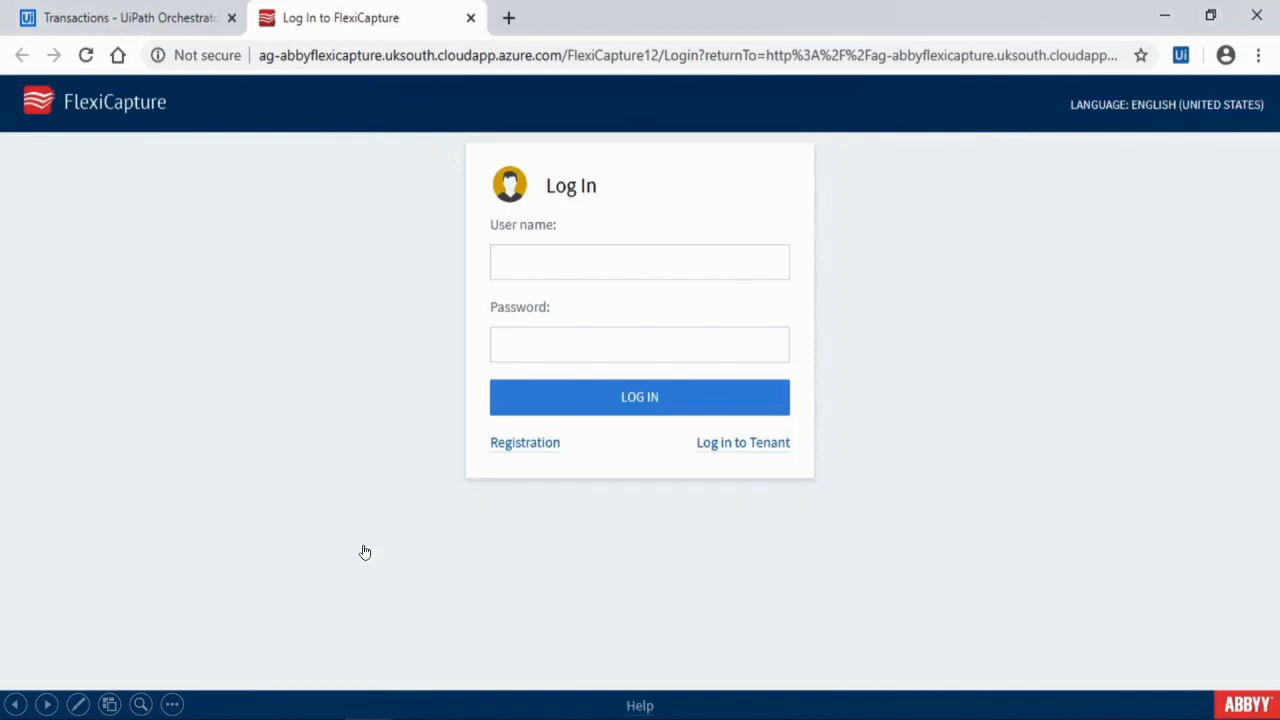 Transactions - UiPath Orchestrato
Log In to FlexiCapture
Not secure
ag-abbyflexicapture.uksouth.cloudapp.azure.com/FlexiCapture12/Login?returnTo=http%3A%2F%2Fag-abbyflexicapture.uksouth.cloudapp...
Ui
FlexiCapture
LANGUAGE: ENGLISH (UNITED STATES)
Log In
User name:
Password:
LOG IN
Registration
Log in to Tenant
Help
ABBYY